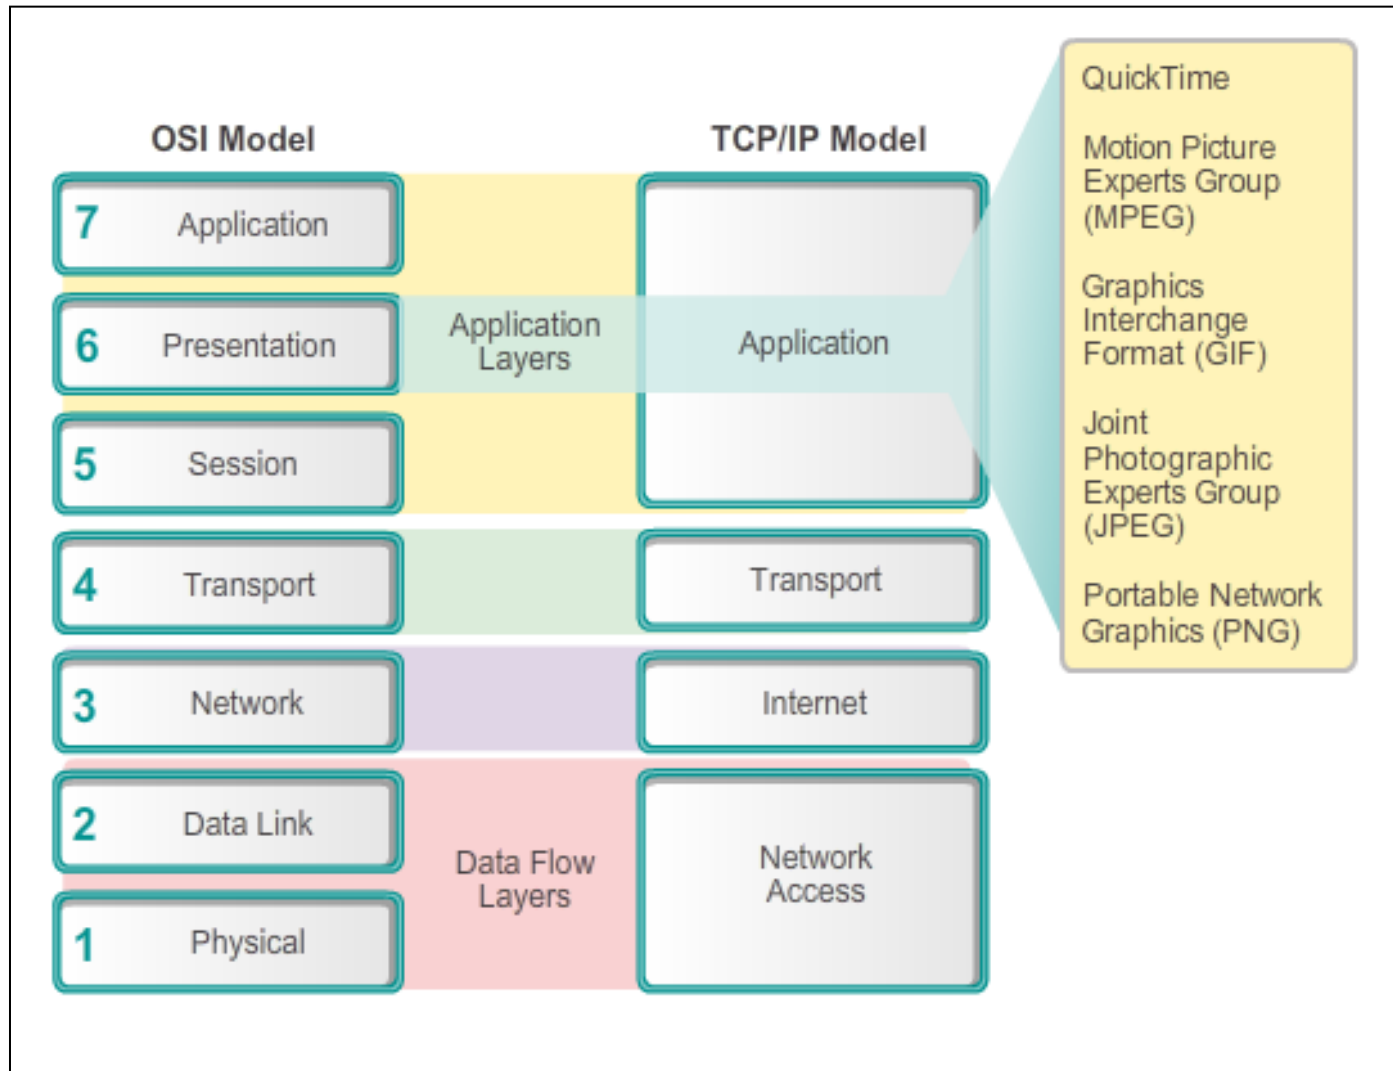 OSI Model
TCP/IP Model
7 Application
6 Presentation
5 Session
4 Transport
3 Network
2 Data Link
1 Physical
Application
Layers
Data Flow
Layers
Application
Transport
Internet
Network
Access
QuickTime
Motion Picture
Experts Group
(MPEG)
Graphics
Interchange
Format (GIF)
Joint
Photographic
Experts Group
(JPEG)
Portable Network
Graphics (PNG)